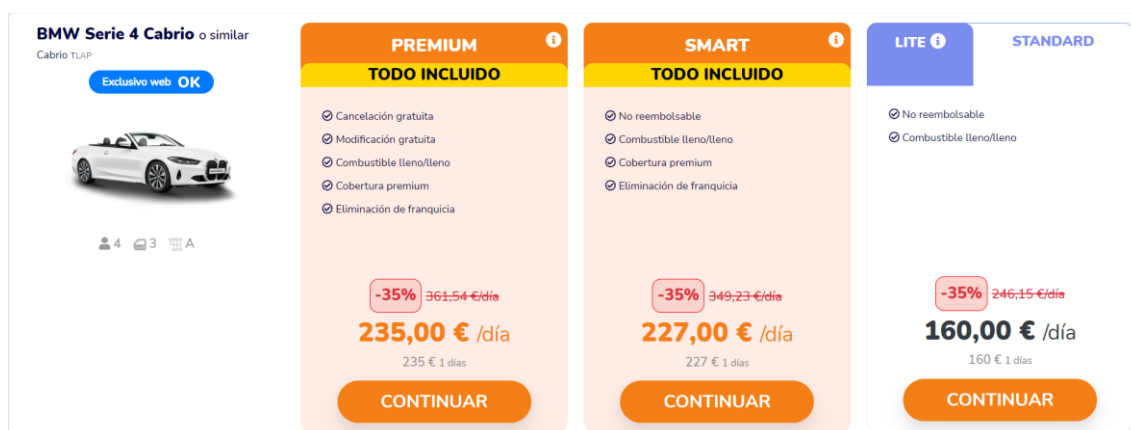 BMW Serie 4 Cabrio o similar
Cabrio TLAP
Exclusivo web OK
4 3 A
PREMIUM
TODO INCLUIDO
Cancelación gratuita
Modificación gratuita
Combustible lleno/lleno
Cobertura premium
Eliminación de franquicia
-35% 361,54 €/día
235,00 € /día
235 € 1 días
CONTINUAR
SMART
TODO INCLUIDO
No reembolsable
Combustible lleno/lleno
Cobertura premium
Eliminación de franquicia
-35% 349,23 €/día
227,00 € /día
227 € 1 días
CONTINUAR
LITE STANDARD
No reembolsable
Combustible lleno/lleno
-35% 246,15 €/día
160,00 € /día
160 € 1 días
CONTINUAR